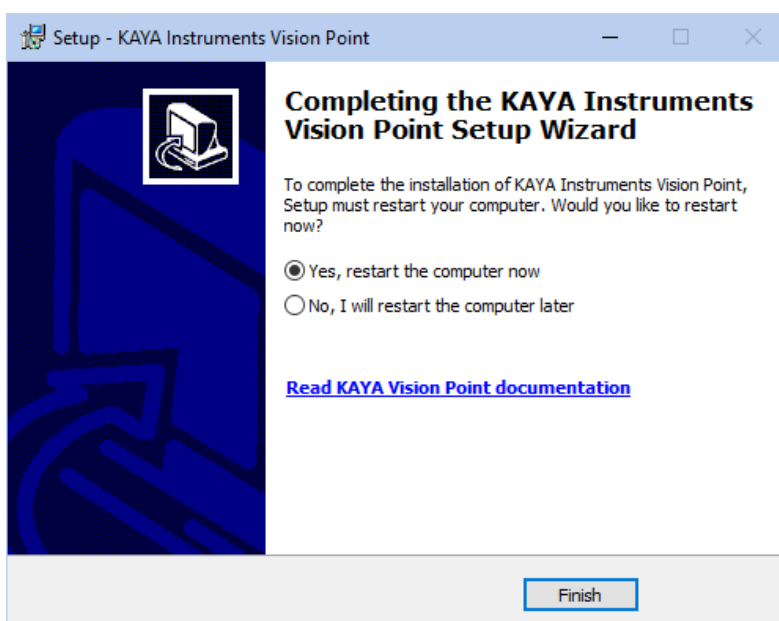 Setup - KAYA Instruments Vision Point
Completing the KAYA Instruments
Vision Point Setup Wizard
To complete the installation of KAYA Instruments Vision Point,
Setup must restart your computer. Would you like to restart
now?
Yes, restart the computer now
No, I will restart the computer later
Read KAYA Vision Point documentation
Finish